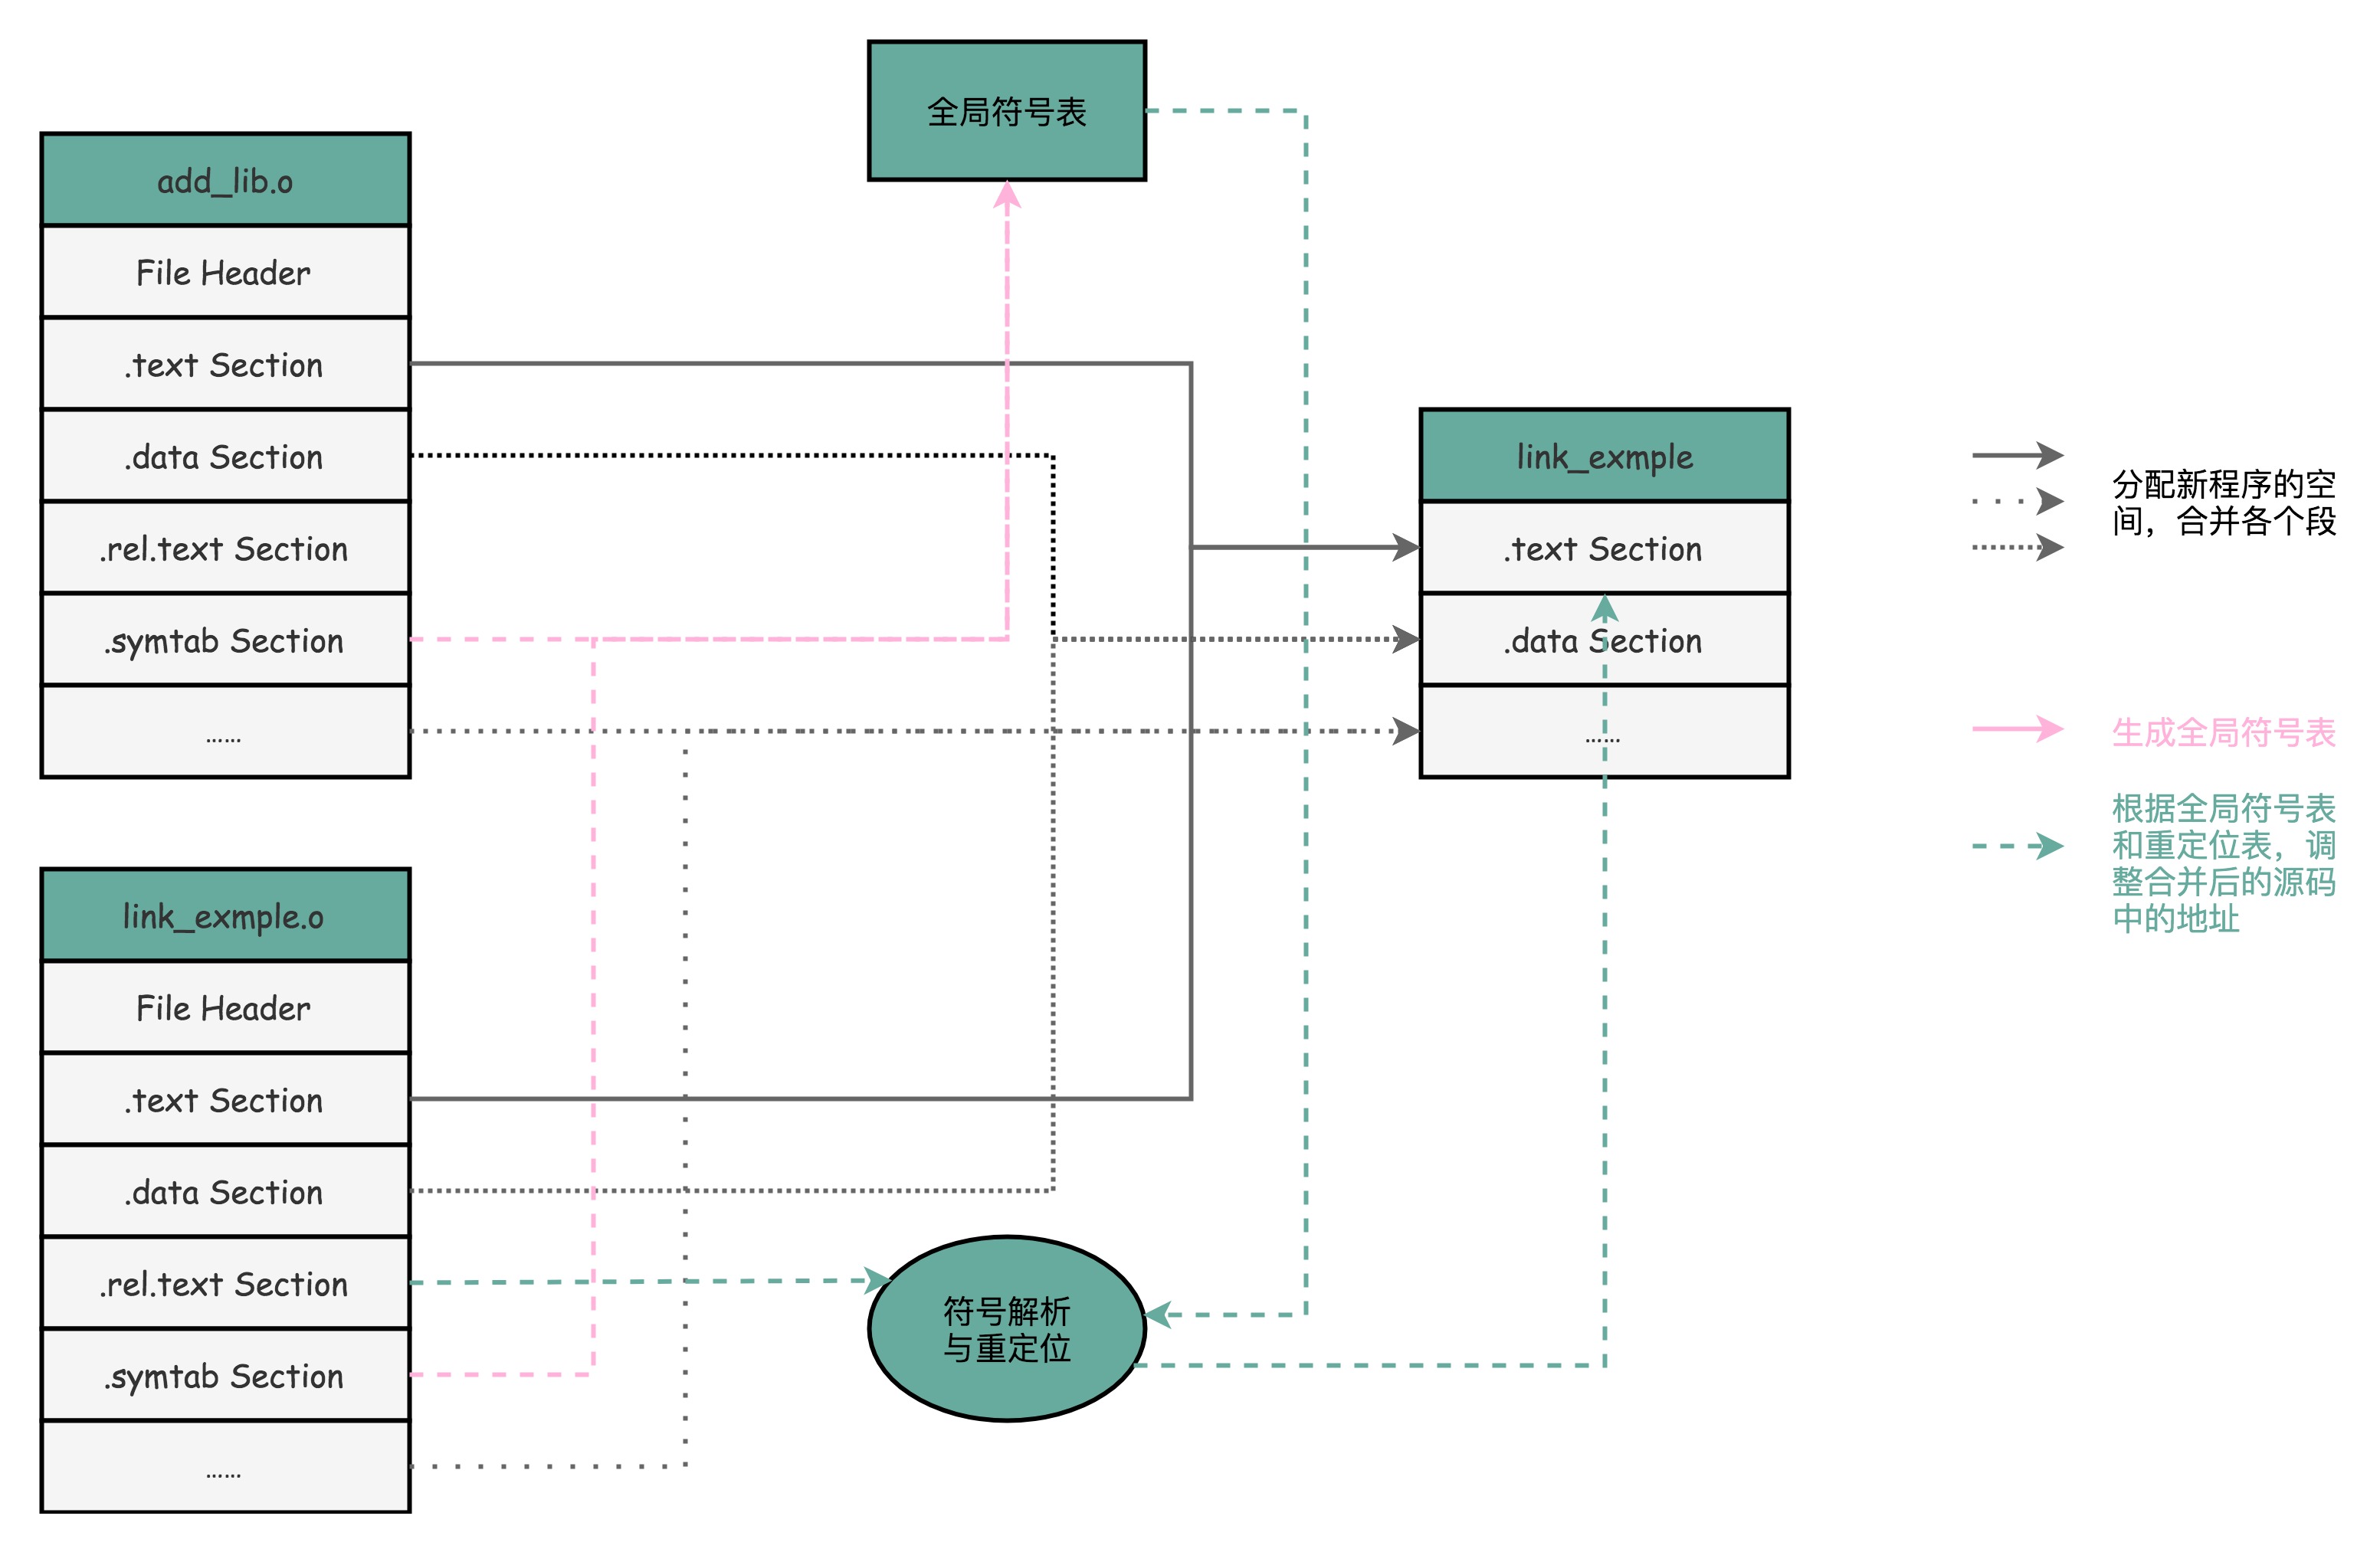 全局符号表
add_lib.o
File Header
.text Section
.data Section
.rel.text Section
.symtab Section
......
link_exmple.o
File Header
.text Section
.data Section
.rel.text Section
.symtab Section
......
符号解析
与重定位
link_exmple
.text Section
.data Section
......
分配新程序的空
间，合并各个段
生成全局符号表
根据全局符号表
和重定位表，调
整合并后的源码
中的地址